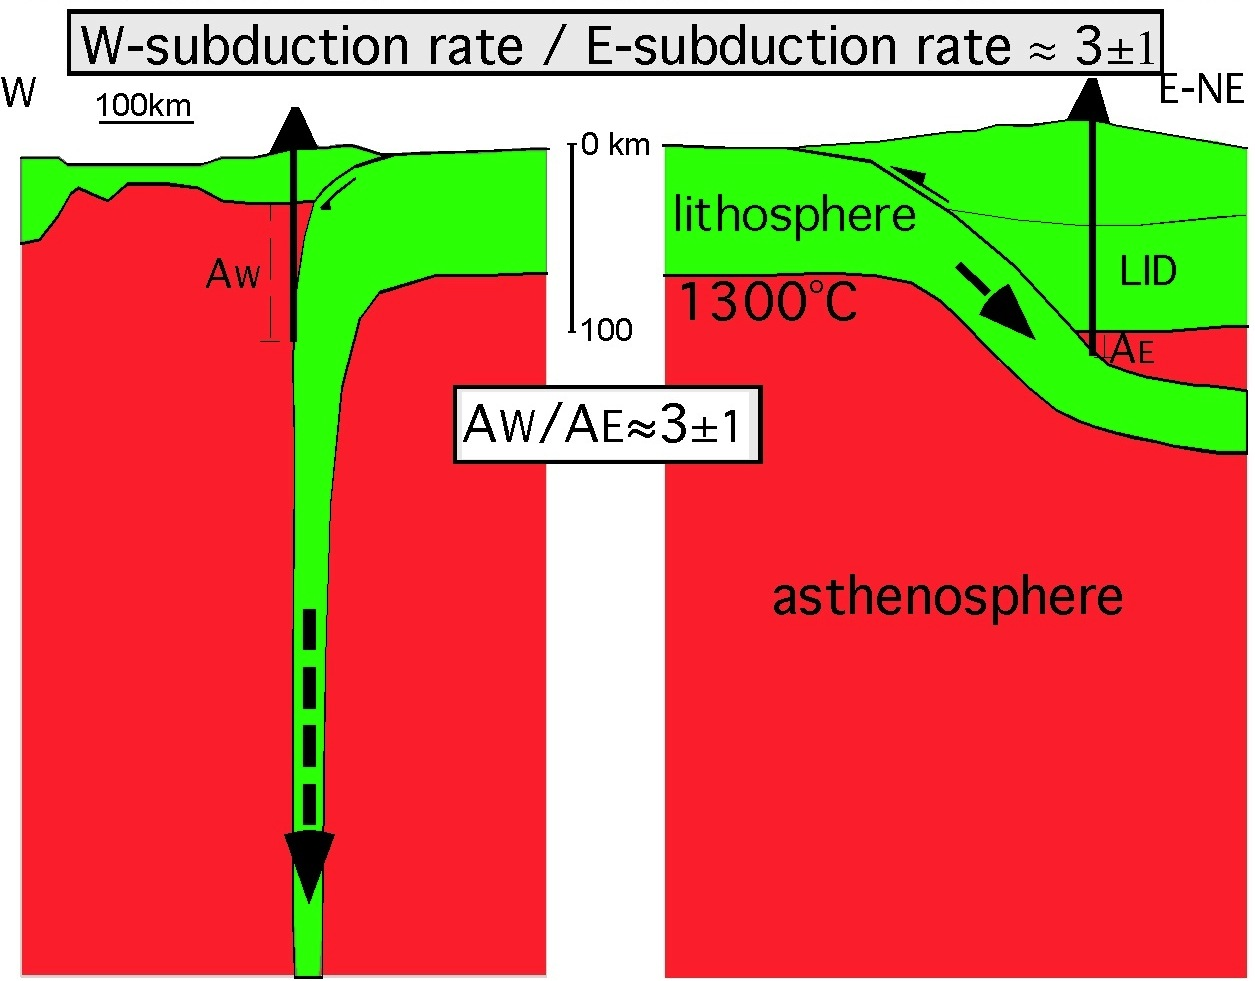 W-subduction rate / E-subduction rate ≈ 3±1
W
E-NE
100km
0 km
lithosphere
AW
LID
1300°C
100
AE
AW/AE≈3±1
asthenosphere